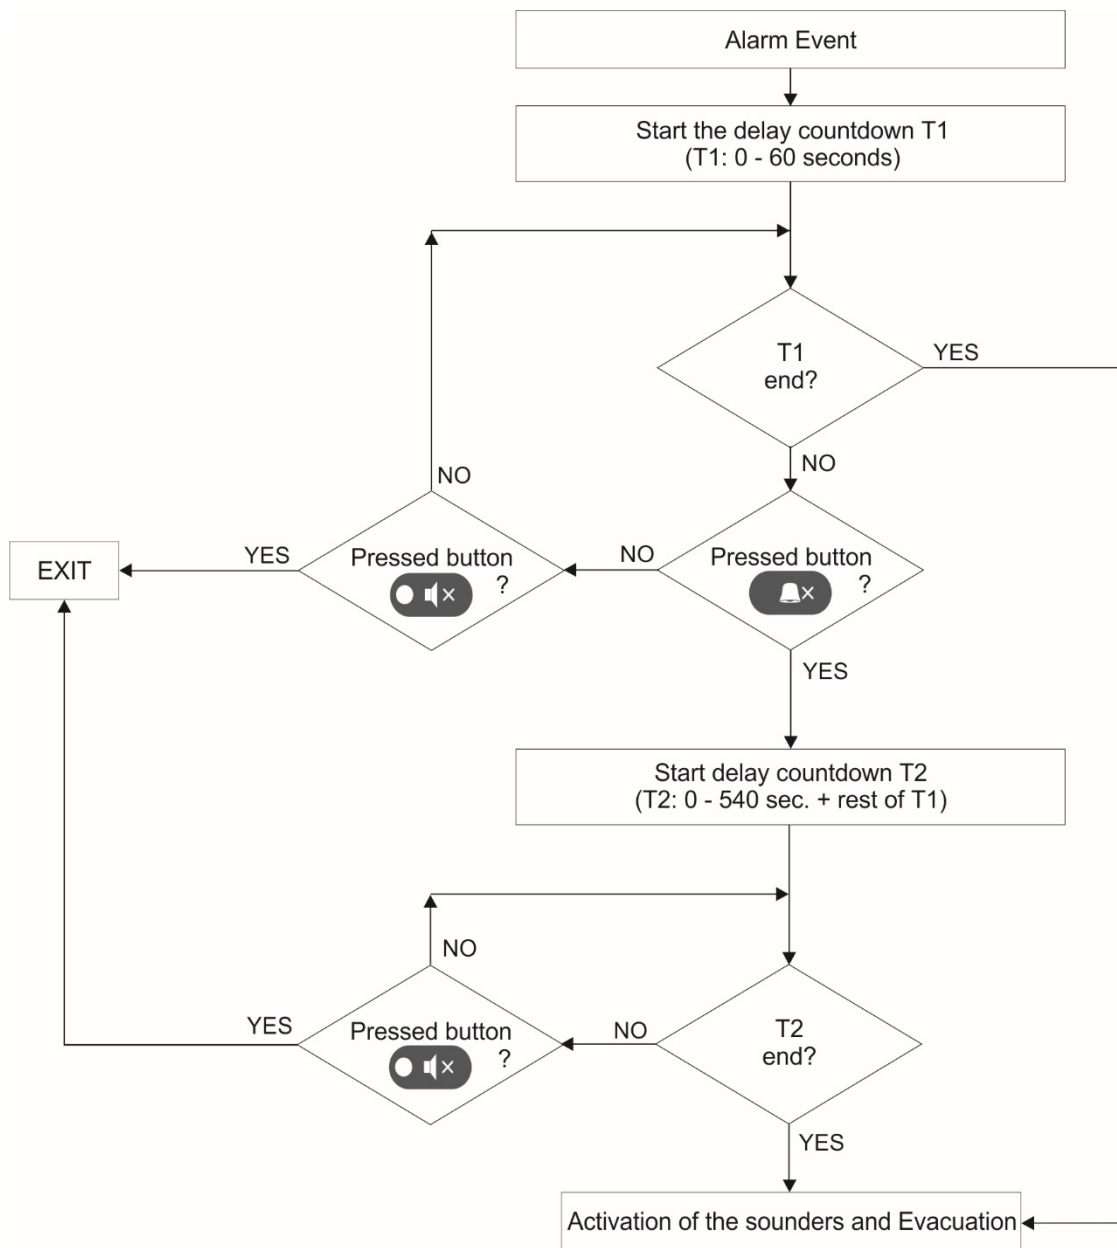 Alarm Event
Start the delay countdown T1
(T1: 0 - 60 seconds)
T1
end?
YES
NO
Pressed button
?
NO
Pressed button
?
NO
YES
EXIT
YES
Start delay countdown T2
(T2: 0 - 540 sec. + rest of T1)
T2
end?
NO
Pressed button
?
NO
YES
YES
Activation of the sounders and Evacuation